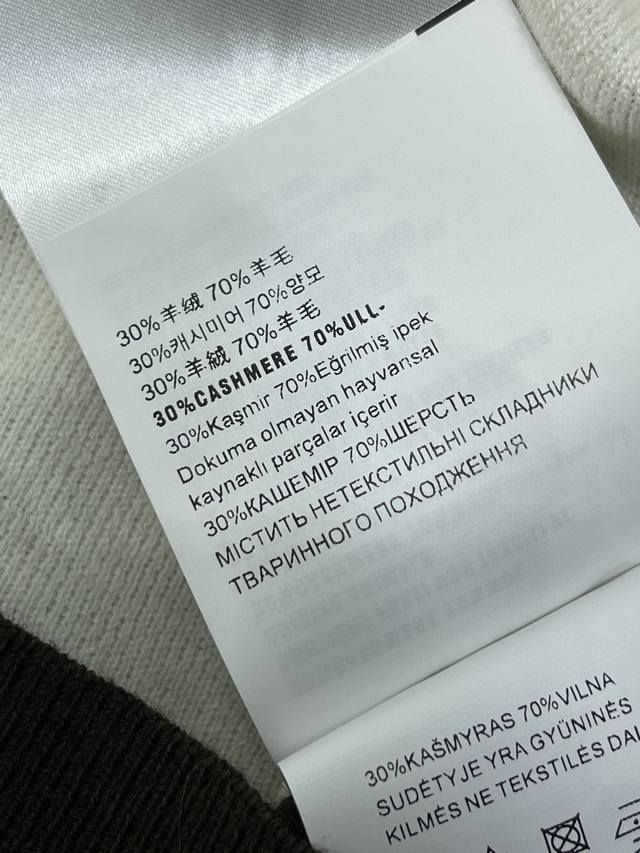 30%羊绒 70%羊毛
30%캐시미어 70%양모
30%羊絨 70%羊毛
30%CASHMERE 70%ULL-
30%Kaşmir 70%Eğrilmiş ipek
Dokuma olmayan hayvansal
kaynaklı parçalar içerir
30%КАШЕМІР 70%ШЕРСТЬ
МІСТИТЬ НЕТЕКСТИЛЬНІ СКЛАДНИКИ
ТВАРИННОГО ПОХОДЖЕННЯ
30%KAŠMYRAS 70%VILNA
SUDĖTYJE YRA GYŪNINĖS
KILMĖS NE TEKSTILĖS